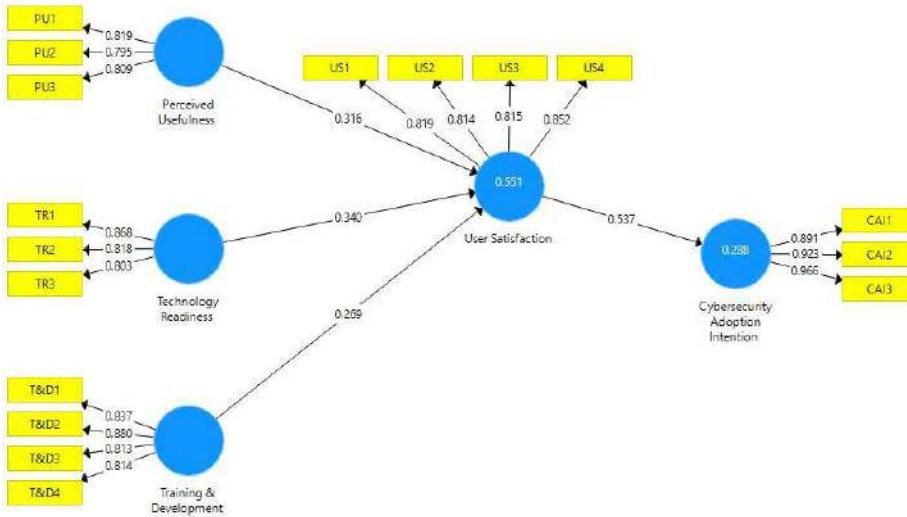 PU1
0.819
PU2
0.795
PU3
0.809
Perceived
Usefulness
US1
US2
US3
US4
0.819
0.814
0.815
0.852
0.316
TR1
0.868
TR2
0.818
TR3
0.803
Technology
Readiness
0.340
0.551
User Satisfaction
0.537
0.288
Cybersecurity
Adoption
Intention
CAI1
0.891
CAI2
0.923
CAI3
0.966
0.269
T&D1
0.837
T&D2
0.880
T&D3
0.813
T&D4
0.814
Training &
Development